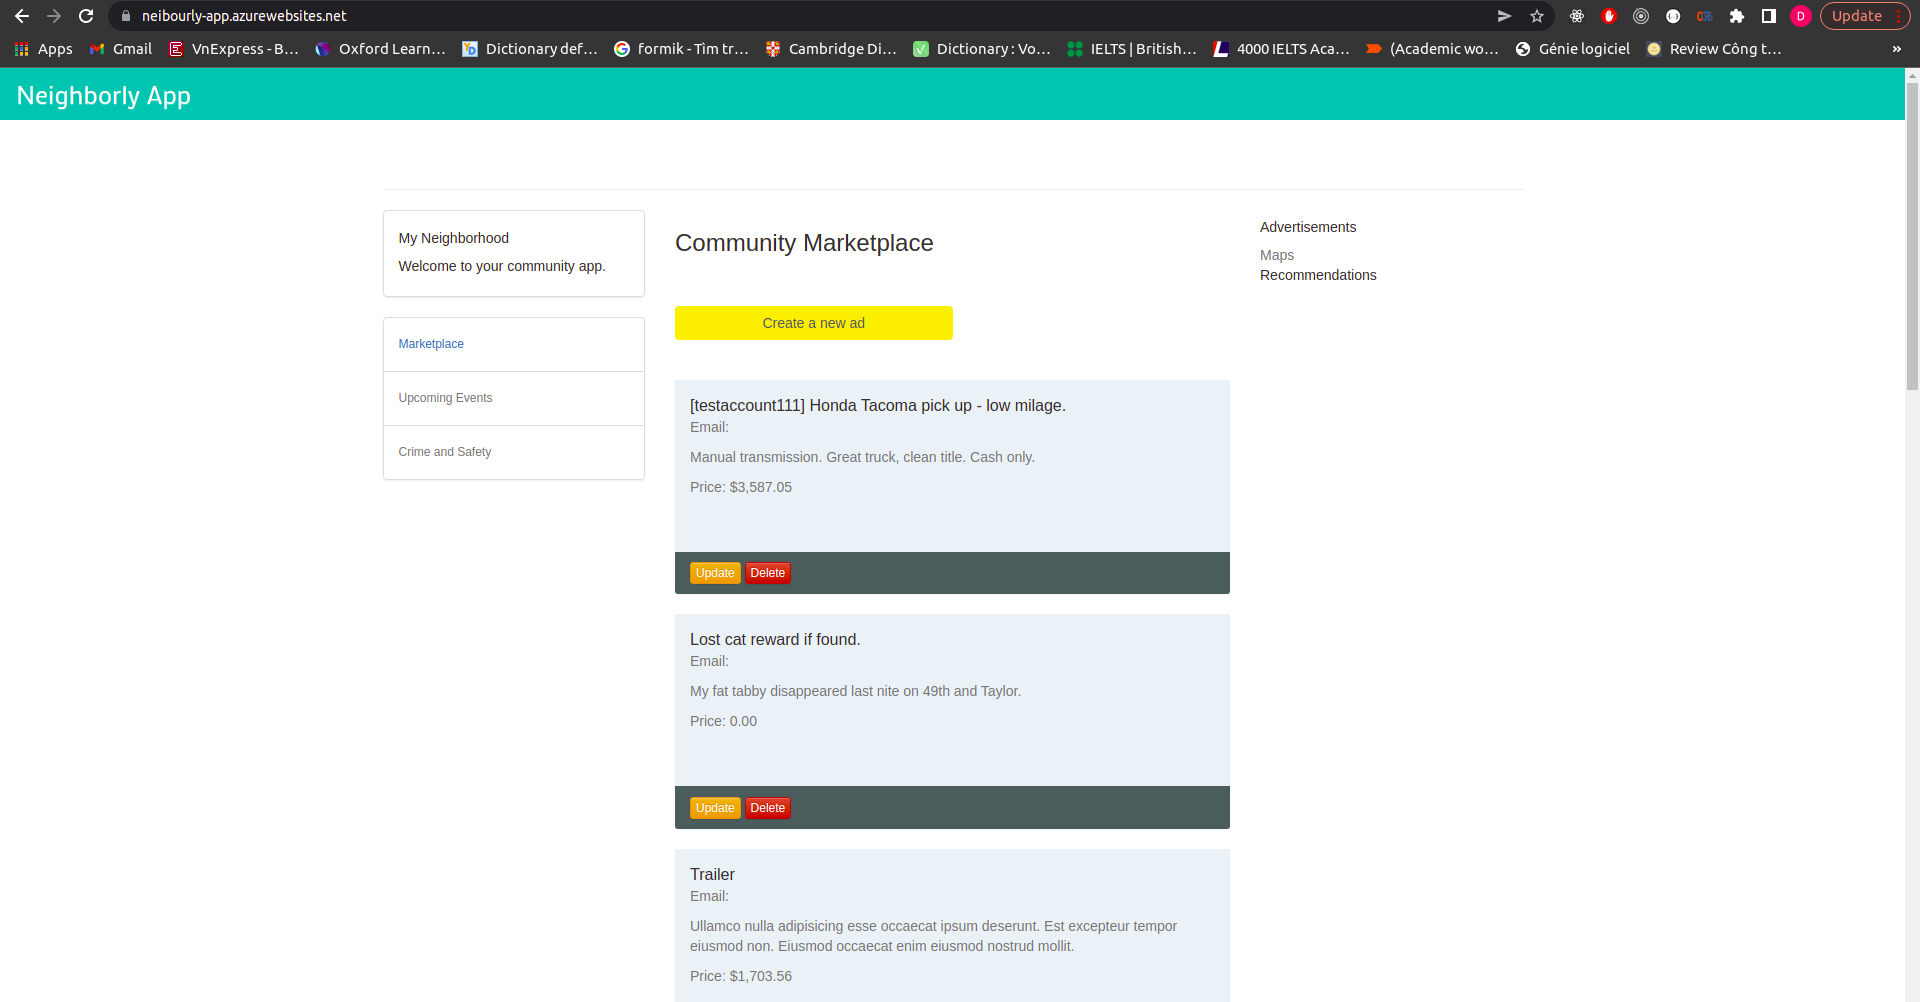 neibourly-app.azurewebsites.net
D
Update
Apps
Gmail
VnExpress - B...
Oxford Learn...
Dictionary def...
formik - Tìm tr...
Cambridge Di...
Dictionary : Vo...
IELTS | British...
4000 IELTS Aca...
(Academic wo...
Génie logiciel
Review Công t...
»
Neighborly App
My Neighborhood
Welcome to your community app.
Marketplace
Upcoming Events
Crime and Safety
Community Marketplace
Create a new ad
[testaccount111] Honda Tacoma pick up - low milage.
Email:
Manual transmission. Great truck, clean title. Cash only.
Price: $3,587.05
Update Delete
Lost cat reward if found.
Email:
My fat tabby disappeared last nite on 49th and Taylor.
Price: 0.00
Update Delete
Trailer
Email:
Ullamco nulla adipisicing esse occaecat ipsum deserunt. Est excepteur tempor
eiusmod non. Eiusmod occaecat enim eiusmod nostrud mollit.
Price: $1,703.56
Advertisements
Maps
Recommendations